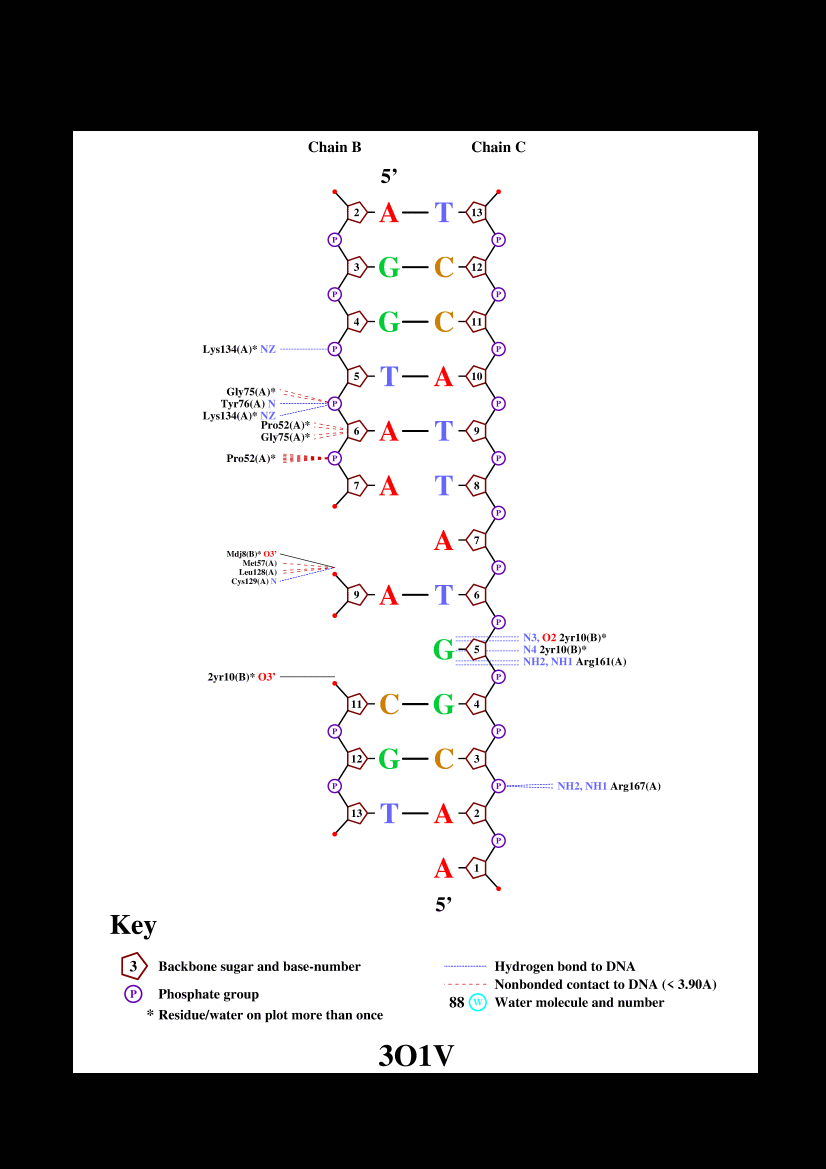 Chain B Chain C
5’
2 A T 13
P P
3 G C 12
P P
4 G C 11
Lys134(A)* NZ P P
5 T A 10
Gly75(A)*
Tyr76(A) N P P
Lys134(A)* NZ
Pro52(A)*
6 A T 9
Gly75(A)*
Pro52(A)* P P
7 A T 8
P
A 7
Mdj8(B)* O3’
Met57(A) P
Leu128(A)
Cys129(A) N
9 A T 6
P
N3, O2 2yr10(B)*
G 5 N4 2yr10(B)*
NH2, NH1 Arg161(A)
2yr10(B)* O3’ P
11 C G 4
P P
12 G C 3
P P NH2, NH1 Arg167(A)
13 T A 2
P
A 1
5’
Key
3 Backbone sugar and base-number Hydrogen bond to DNA
Nonbonded contact to DNA (< 3.90A)
P Phosphate group 88 W Water molecule and number
* Residue/water on plot more than once
3O1V